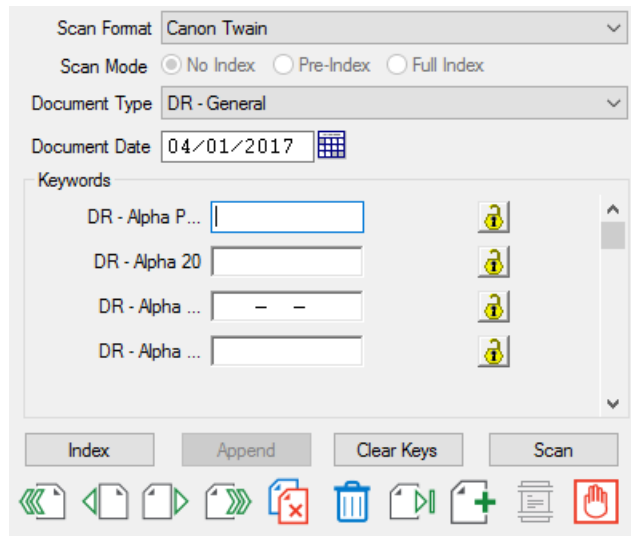 Scan Format Canon Twain
Scan Mode No Index Pre-Index Full Index
Document Type DR - General
Document Date 04/01/2017
Keywords
DR - Alpha P...
DR - Alpha 20
DR - Alpha ... – –
DR - Alpha ...
Index Append Clear Keys Scan